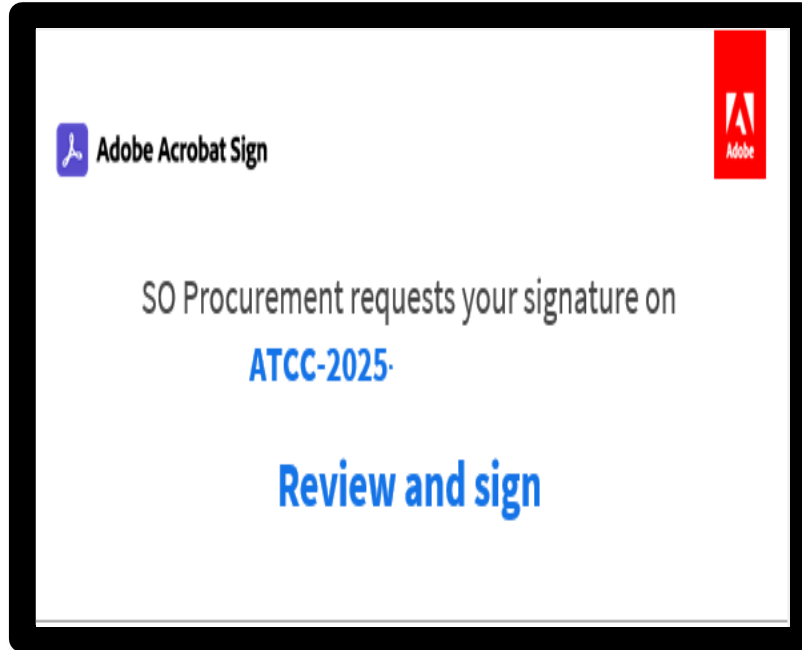 Adobe Acrobat Sign
Adobe
SO Procurement requests your signature on
ATCC-2025-
Review and sign